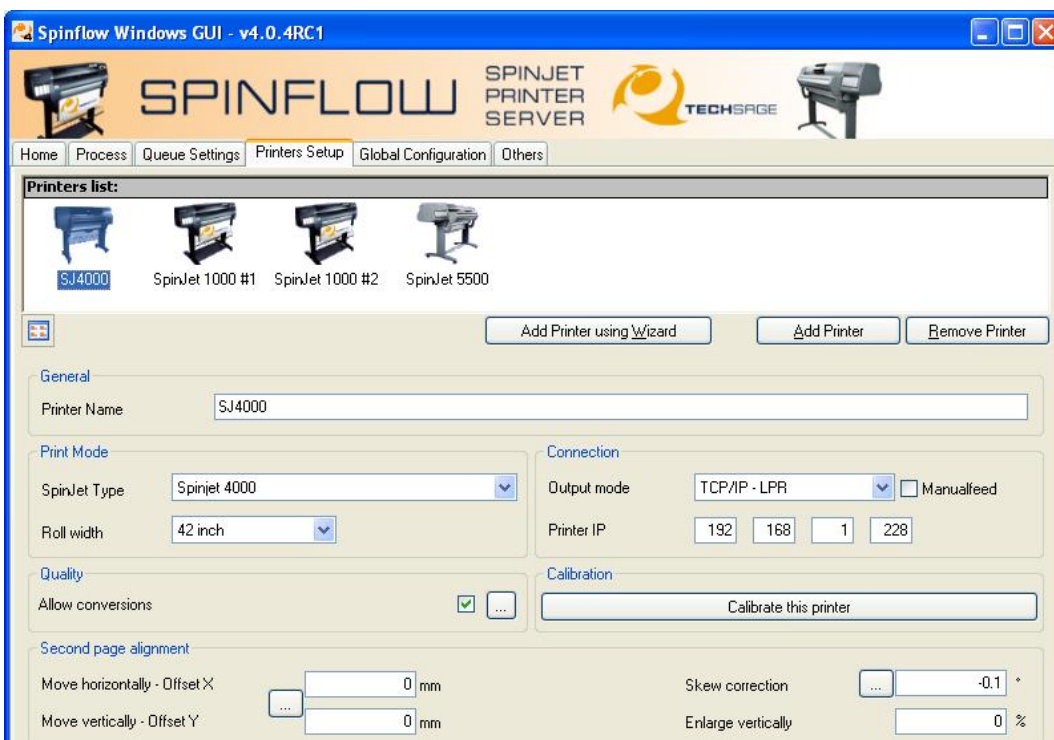 Spinflow Windows GUI - v4.0.4RC1
SPINFLOW
SPINJET
PRINTER
SERVER
TECHSAGE
Home Process Queue Settings Printers Setup Global Configuration Others
Printers list:
SJ4000 SpinJet 1000 #1 SpinJet 1000 #2 SpinJet 5500
Add Printer using Wizard Add Printer Remove Printer
General
Printer Name SJ4000
Print Mode Connection
SpinJet Type Spinjet 4000 Output mode TCP/IP - LPR Manualfeed
Roll width 42 inch Printer IP 192 168 1 228
Quality Calibration
Allow conversions ... Calibrate this printer
Second page alignment
Move horizontally - Offset X ... 0 mm Skew correction ... -0.1 °
Move vertically - Offset Y 0 mm Enlarge vertically 0 %